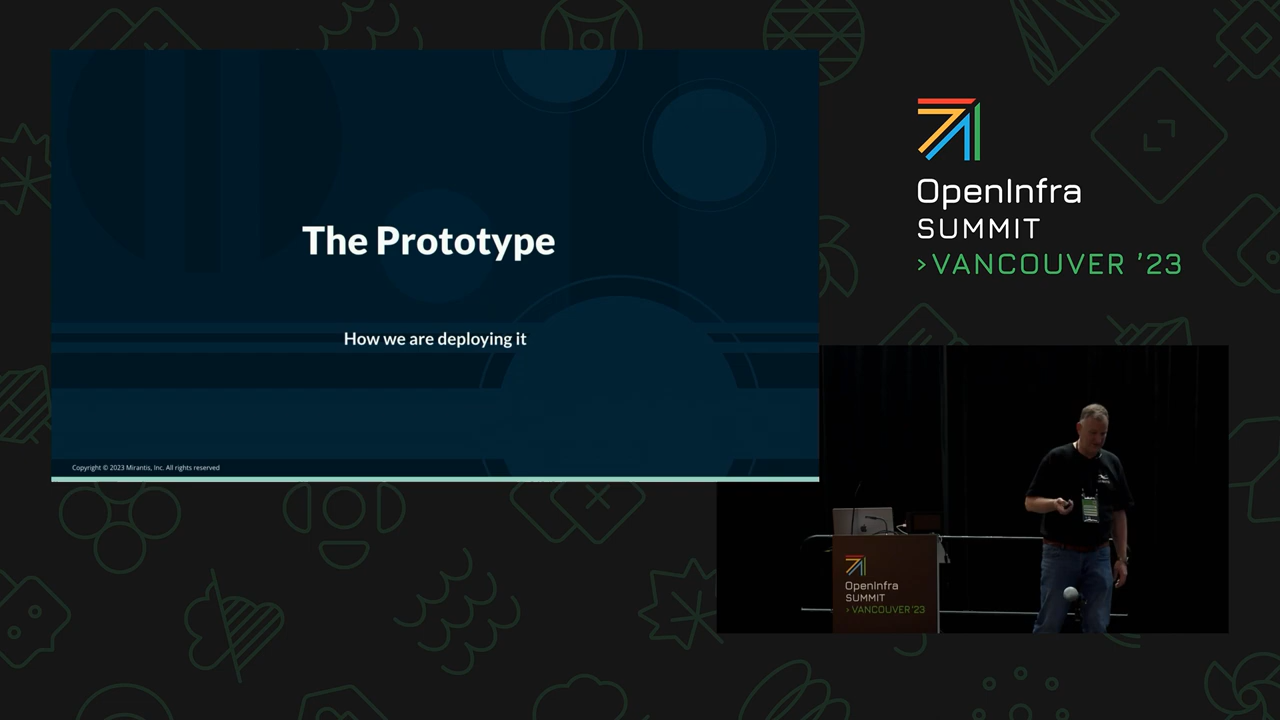 The Prototype
How we are deploying it
Copyright © 2023 Mirantis, Inc. All rights reserved
OpenInfra
SUMMIT
>VANCOUVER '23
OpenInfra
SUMMIT
>VANCOUVER'23